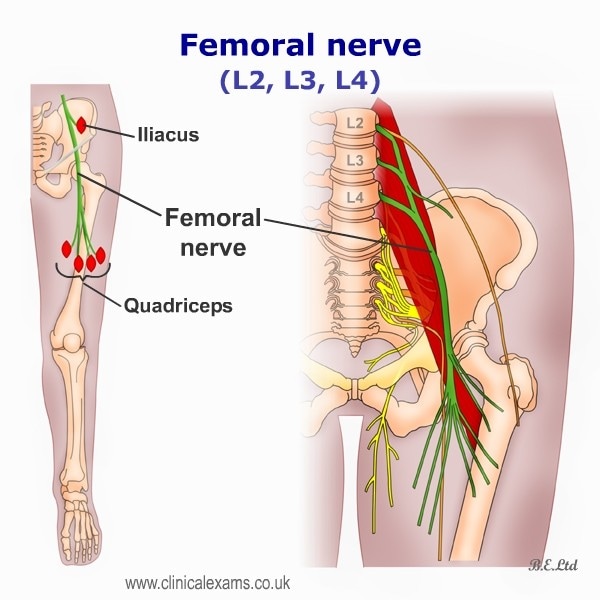 Femoral nerve
(L2, L3, L4)
Iliacus
L2
L3
L4
Femoral
nerve
Quadriceps
B.E.Ltd
www.clinicalexams.co.uk